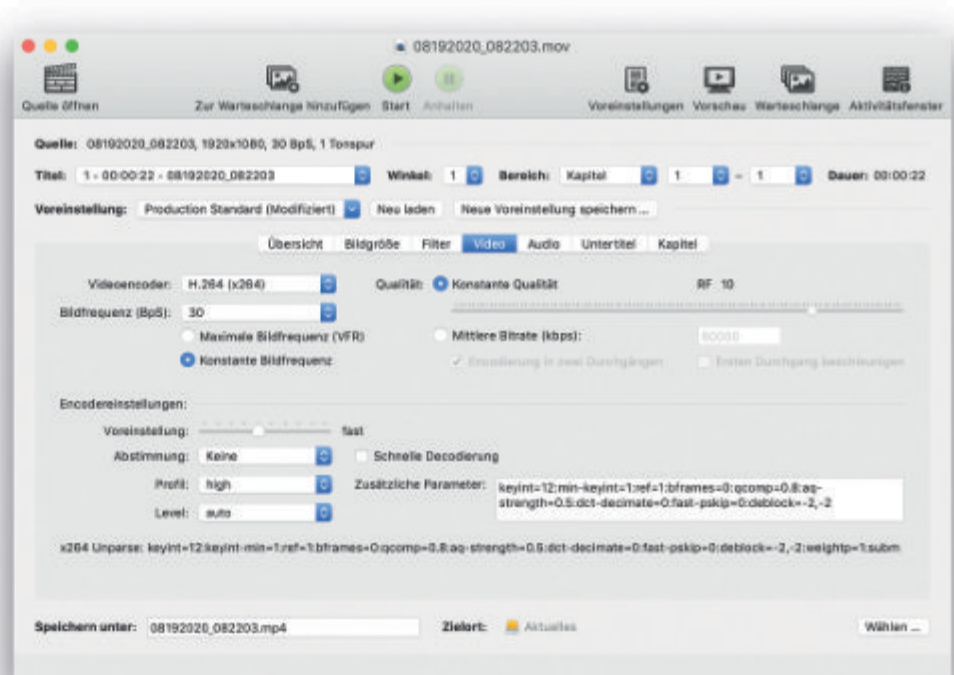 08192020_082203.mov
Quelle öffnen Zur Warteschlange hinzufügen Start Anhalten Voreinstellungen Vorschau Warteschlange Aktivitätsfenster
Quelle: 08192020_082203, 1920x1080, 30 BpS, 1 Tonspur
Titel: 1 - 00:00:22 - 08192020_082203 Winkel: 1 Bereich: Kapitel 1 - 1 Dauer: 00:00:22
Voreinstellung: Production Standard (Modifiziert) Neu laden Neue Voreinstellung speichern ...
Übersicht Bildgröße Filter Video Audio Untertitel Kapitel
Videoencoder: H.264 (x264) Qualität: Konstante Qualität RF 10
Bildfrequenz (BpS): 30
Maximale Bildfrequenz (VFR) Mittlere Bitrate (kbps): 60000
Konstante Bildfrequenz Encodierung in zwei Durchgängen Ersten Durchgang beschleunigen
Encodereinstellungen:
Voreinstellung: fast
Abstimmung: Keine Schnelle Decodierung
Profil: high Zusätzliche Parameter: keyint=12:min-keyint=1:ref=1:bframes=0:qcomp=0.8:aq-
strength=0.5:dct-decimate=0:fast-pskip=0:deblock=-2,-2
Level: auto
x264 Unparse: keyint=12:keyint-min=1:ref=1:bframes=0:qcomp=0.8:aq-strength=0.5:dct-decimate=0:fast-pskip=0:deblock=-2,-2:weightp=1:subm
Speichern unter: 08192020_082203.mp4 Zielort: Aktuelles Wählen ...